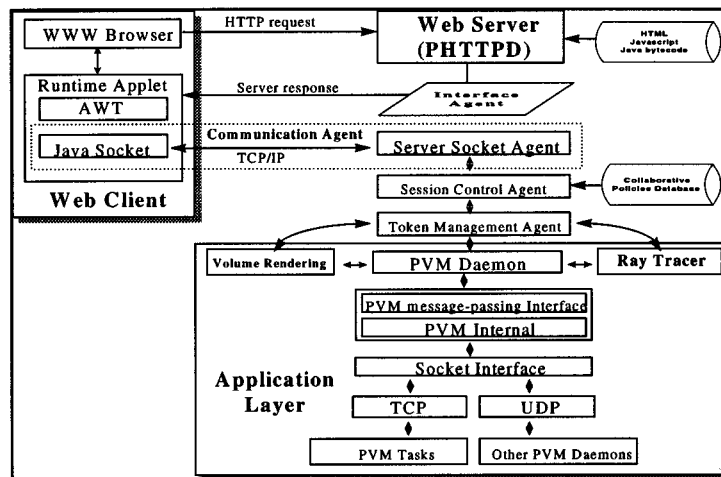 WWW Browser
HTTP request
Web Server
(PHTTPD)
HTML
Javascript
Java bytecode
Runtime Applet
AWT
Server response
Interface
Agent
Communication Agent
Java Socket
TCP/IP
Server Socket Agent
Web Client
Session Control Agent
Collaborative
Policies Database
Token Management Agent
Volume Rendering
PVM Daemon
Ray Tracer
PVM message-passing Interface
PVM Internal
Socket Interface
Application
Layer
TCP
UDP
PVM Tasks
Other PVM Daemons